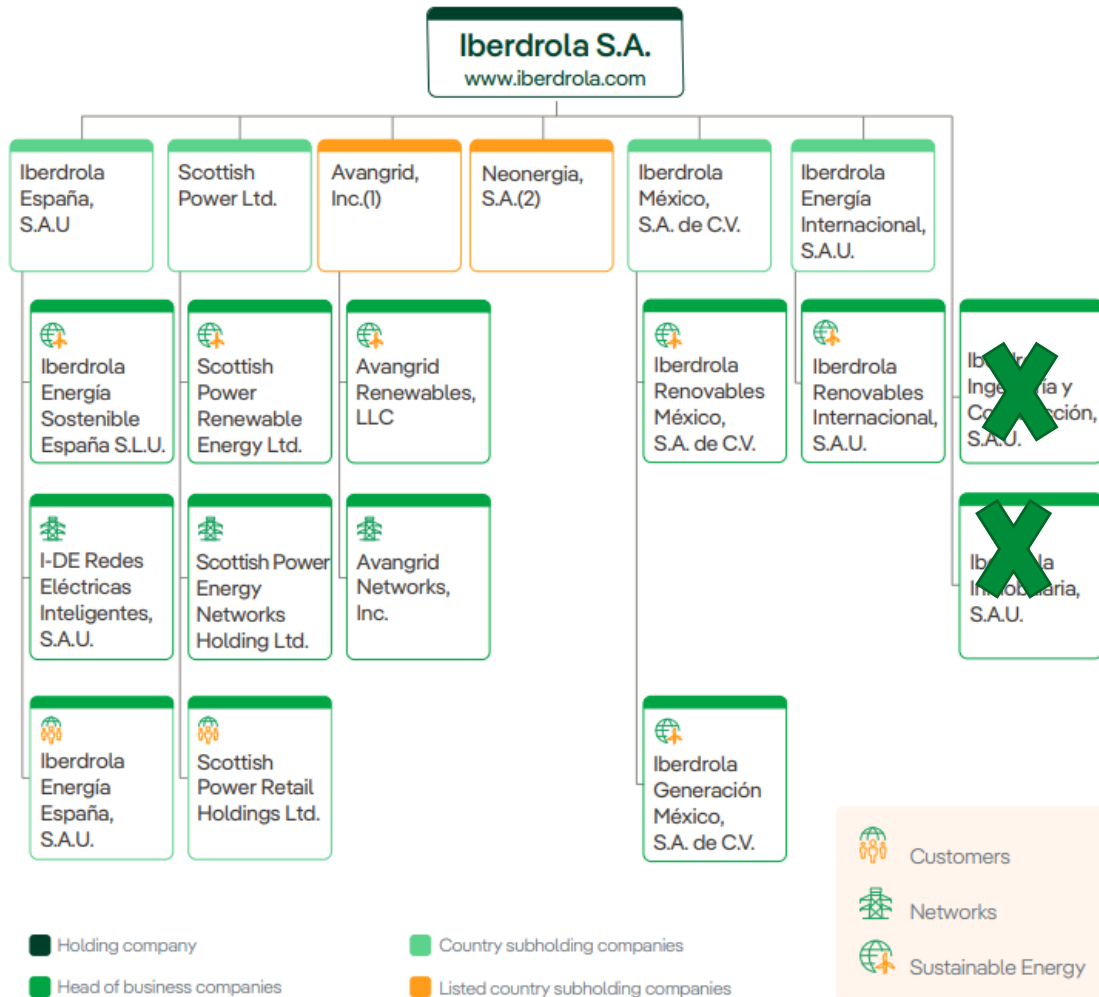 Iberdrola S.A.
www.iberdrola.com
Iberdrola
España,
S.A.U
Scottish
Power Ltd.
Avangrid,
Inc.(1)
Neonergia,
S.A.(2)
Iberdrola
México,
S.A. de C.V.
Iberdrola
Energía
Internacional,
S.A.U.
Iberdrola
Energía
Sostenible
España S.L.U.
Scottish
Power
Renewable
Energy Ltd.
Avangrid
Renewables,
LLC
Iberdrola
Renovables
México,
S.A. de C.V.
Iberdrola
Renovables
Internacional,
S.A.U.
S.A.U.
I-DE Redes
Eléctricas
Inteligentes,
S.A.U.
Scottish Power
Energy
Networks
Holding Ltd.
Avangrid
Networks,
Inc.
S.A.U.
Iberdrola
Energía
España,
S.A.U.
Scottish
Power Retail
Holdings Ltd.
Iberdrola
Generación
México,
S.A. de C.V.
Customers
Networks
Sustainable Energy
Holding company
Country subholding companies
Head of business companies
Listed country subholding companies